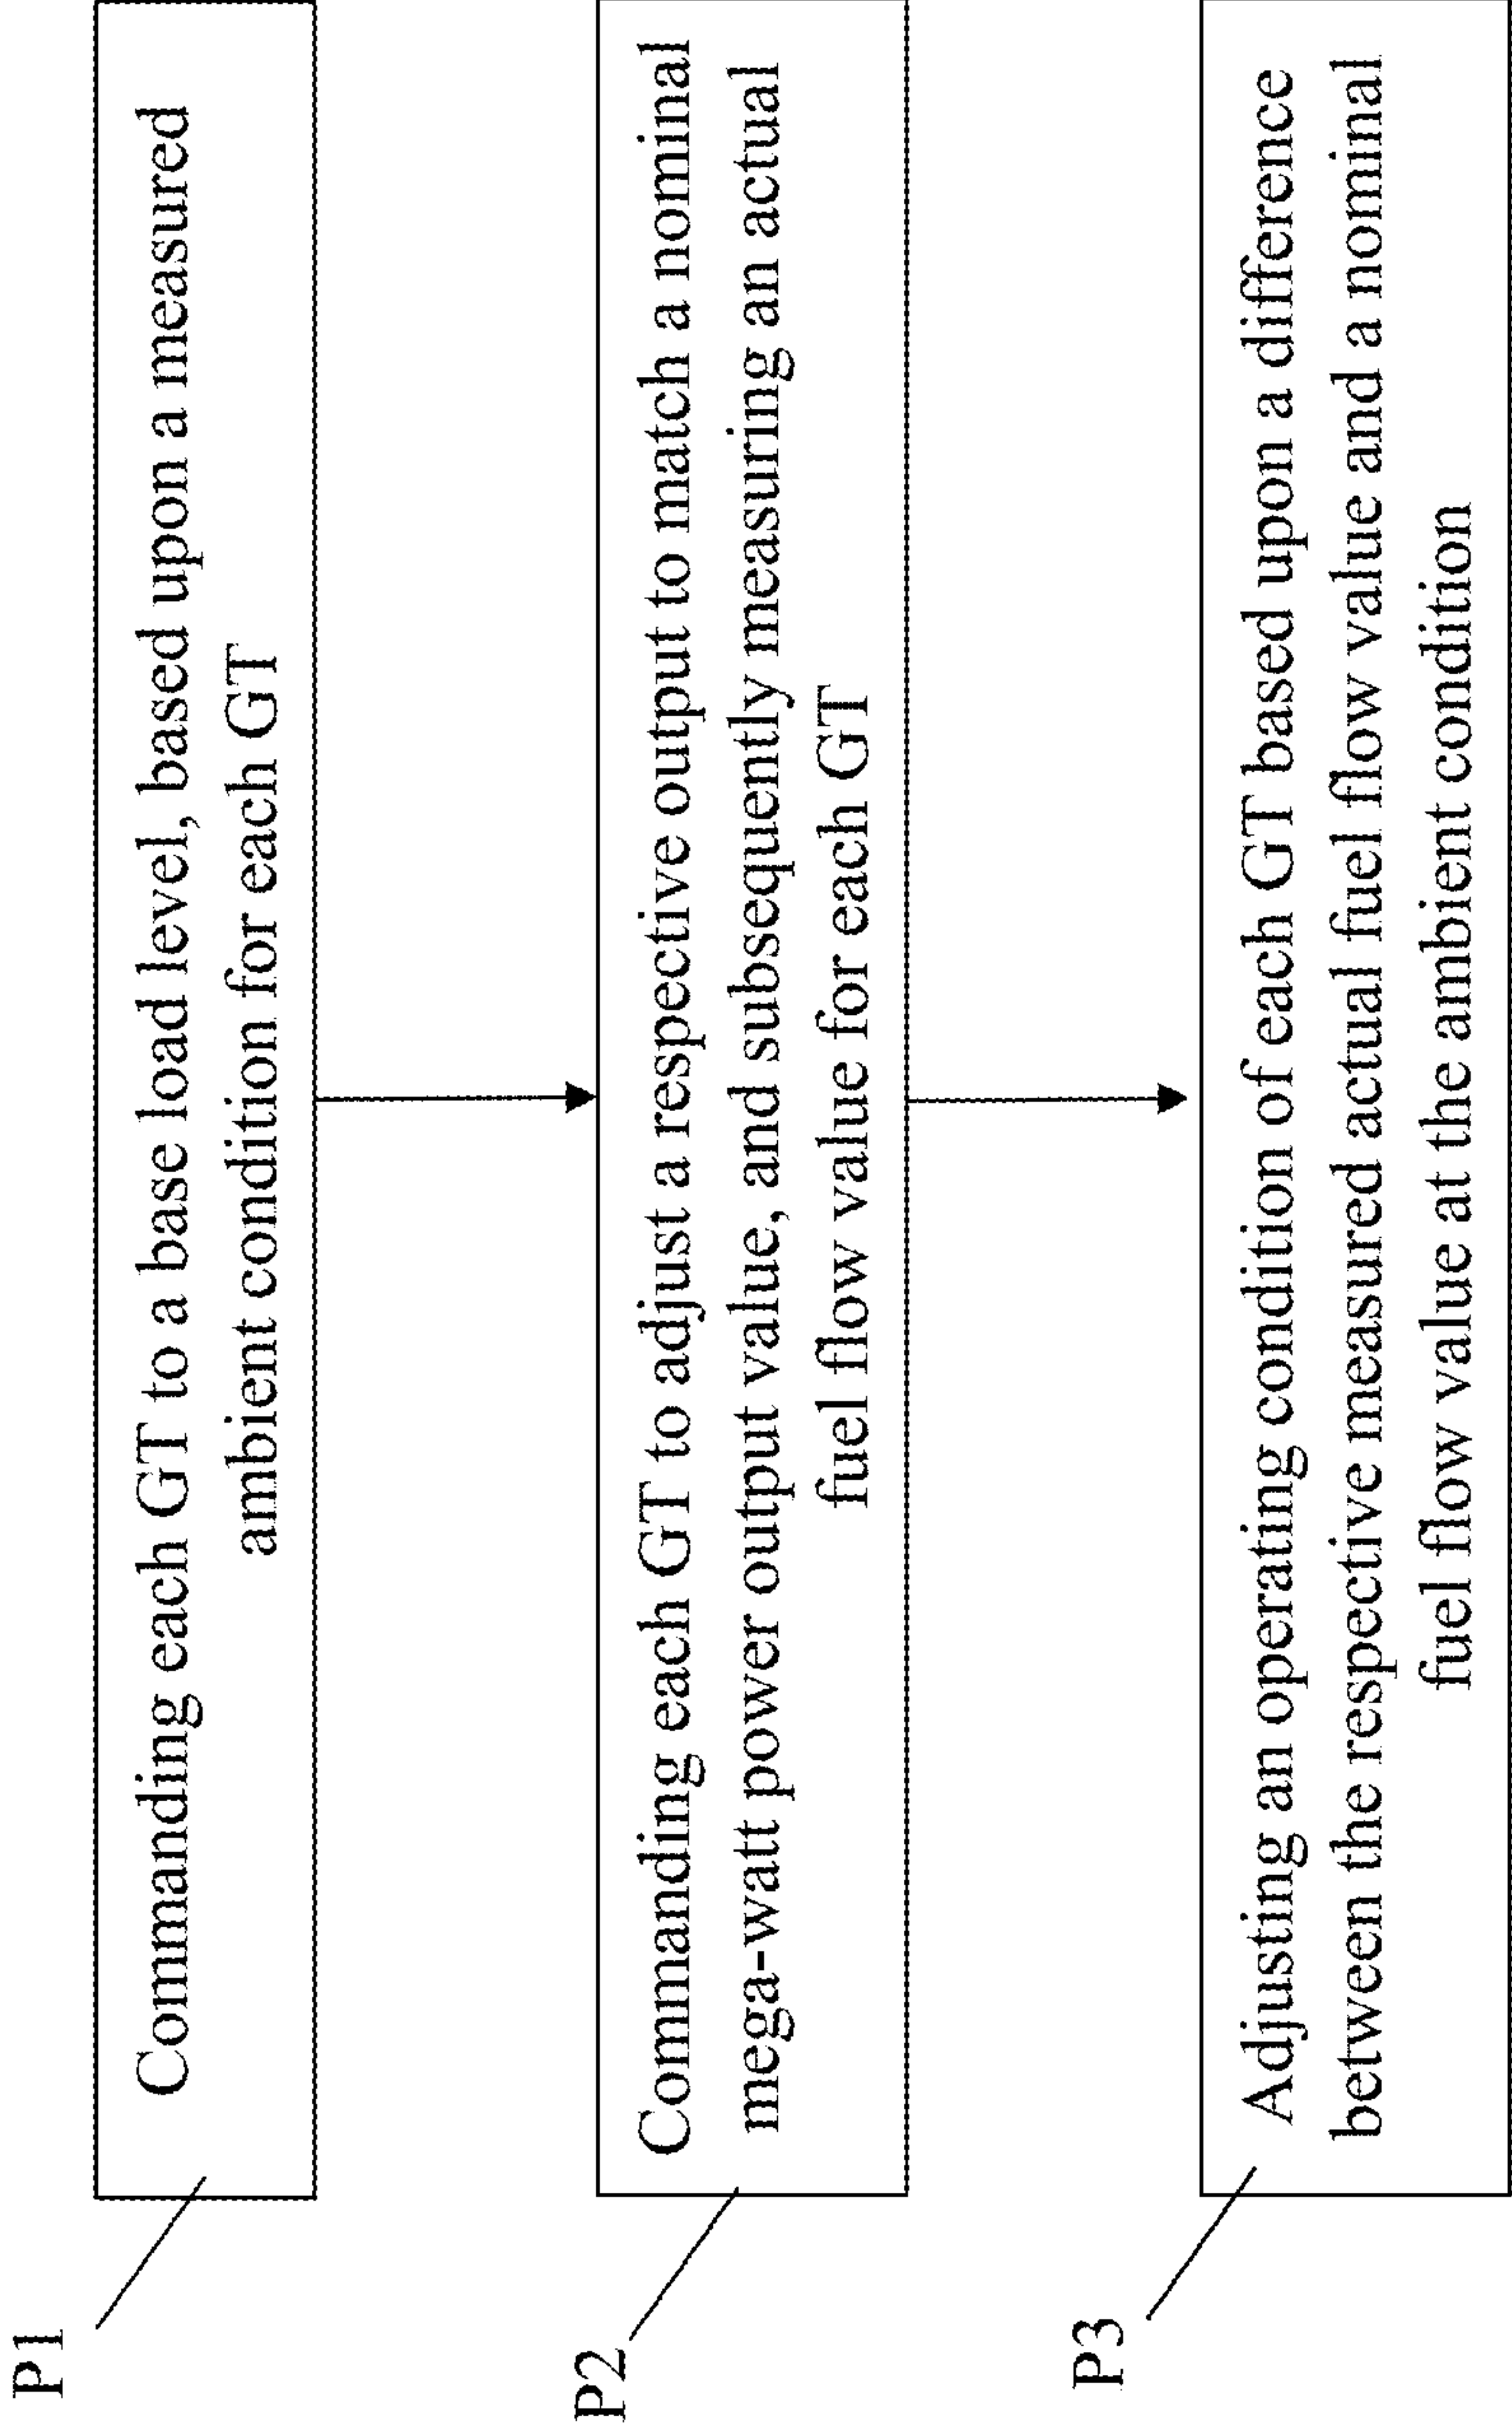 P1
Commanding each GT to a base load level, based upon a measured
ambient condition for each GT
P2
Commanding each GT to adjust a respective output to match a nominal
mega-watt power output value, and subsequently measuring an actual
fuel flow value for each GT
P3
Adjusting an operating condition of each GT based upon a difference
between the respective measured actual fuel flow value and a nominal
fuel flow value at the ambient condition